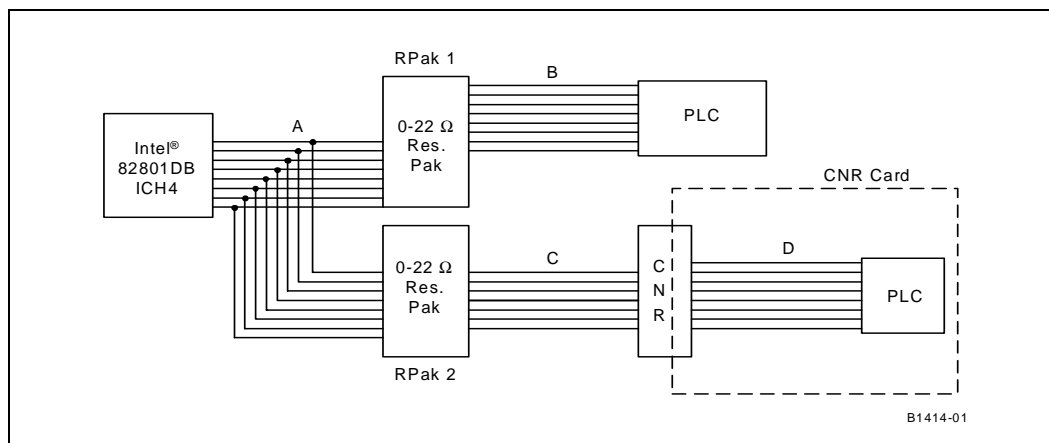 RPak 1
B
PLC
A
0-22 Ω
Res.
Pak
Intel®
82801DB
ICH4
CNR Card
0-22 Ω
Res.
Pak
C
C
N
R
D
PLC
RPak 2
B1414-01